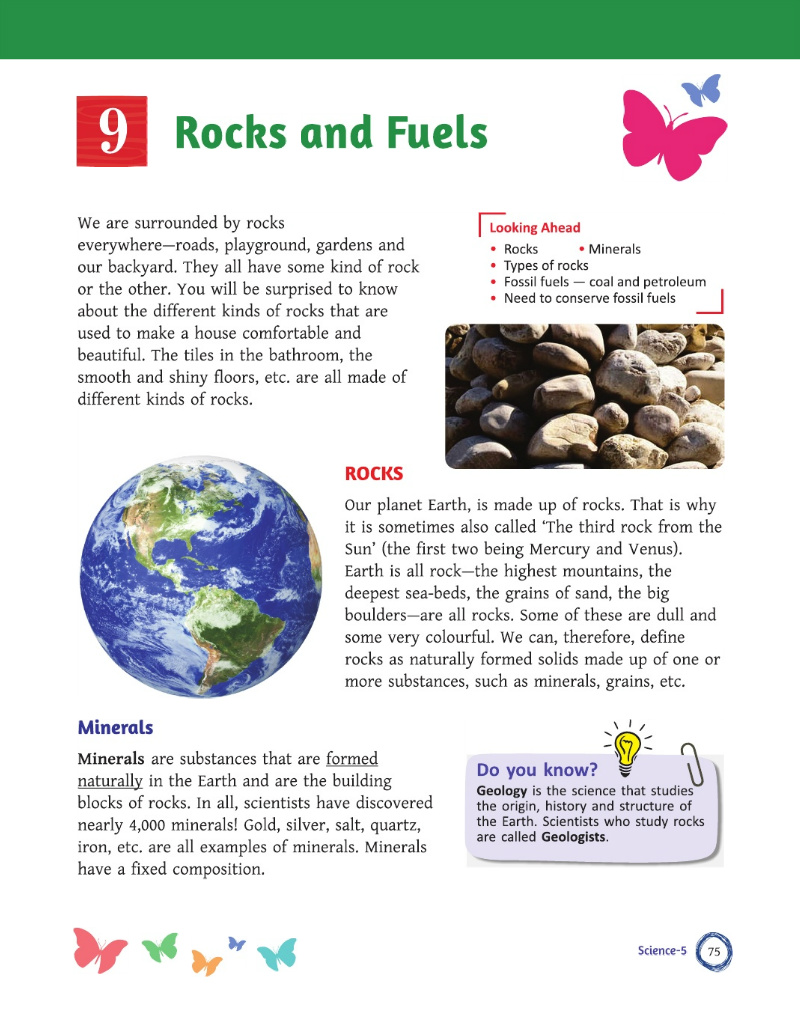 9
Rocks and Fuels
We are surrounded by rocks
everywhere—roads, playground, gardens and
our backyard. They all have some kind of rock
or the other. You will be surprised to know
about the different kinds of rocks that are
used to make a house comfortable and
beautiful. The tiles in the bathroom, the
smooth and shiny floors, etc. are all made of
different kinds of rocks.
Looking Ahead
• Rocks • Minerals
• Types of rocks
• Fossil fuels — coal and petroleum
• Need to conserve fossil fuels
ROCKS
Our planet Earth, is made up of rocks. That is why
it is sometimes also called ‘The third rock from the
Sun’ (the first two being Mercury and Venus).
Earth is all rock—the highest mountains, the
deepest sea-beds, the grains of sand, the big
boulders—are all rocks. Some of these are dull and
some very colourful. We can, therefore, define
rocks as naturally formed solids made up of one or
more substances, such as minerals, grains, etc.
Minerals
Minerals are substances that are formed
naturally in the Earth and are the building
blocks of rocks. In all, scientists have discovered
nearly 4,000 minerals! Gold, silver, salt, quartz,
iron, etc. are all examples of minerals. Minerals
have a fixed composition.
Do you know?
Geology is the science that studies
the origin, history and structure of
the Earth. Scientists who study rocks
are called Geologists.
Science-5 75